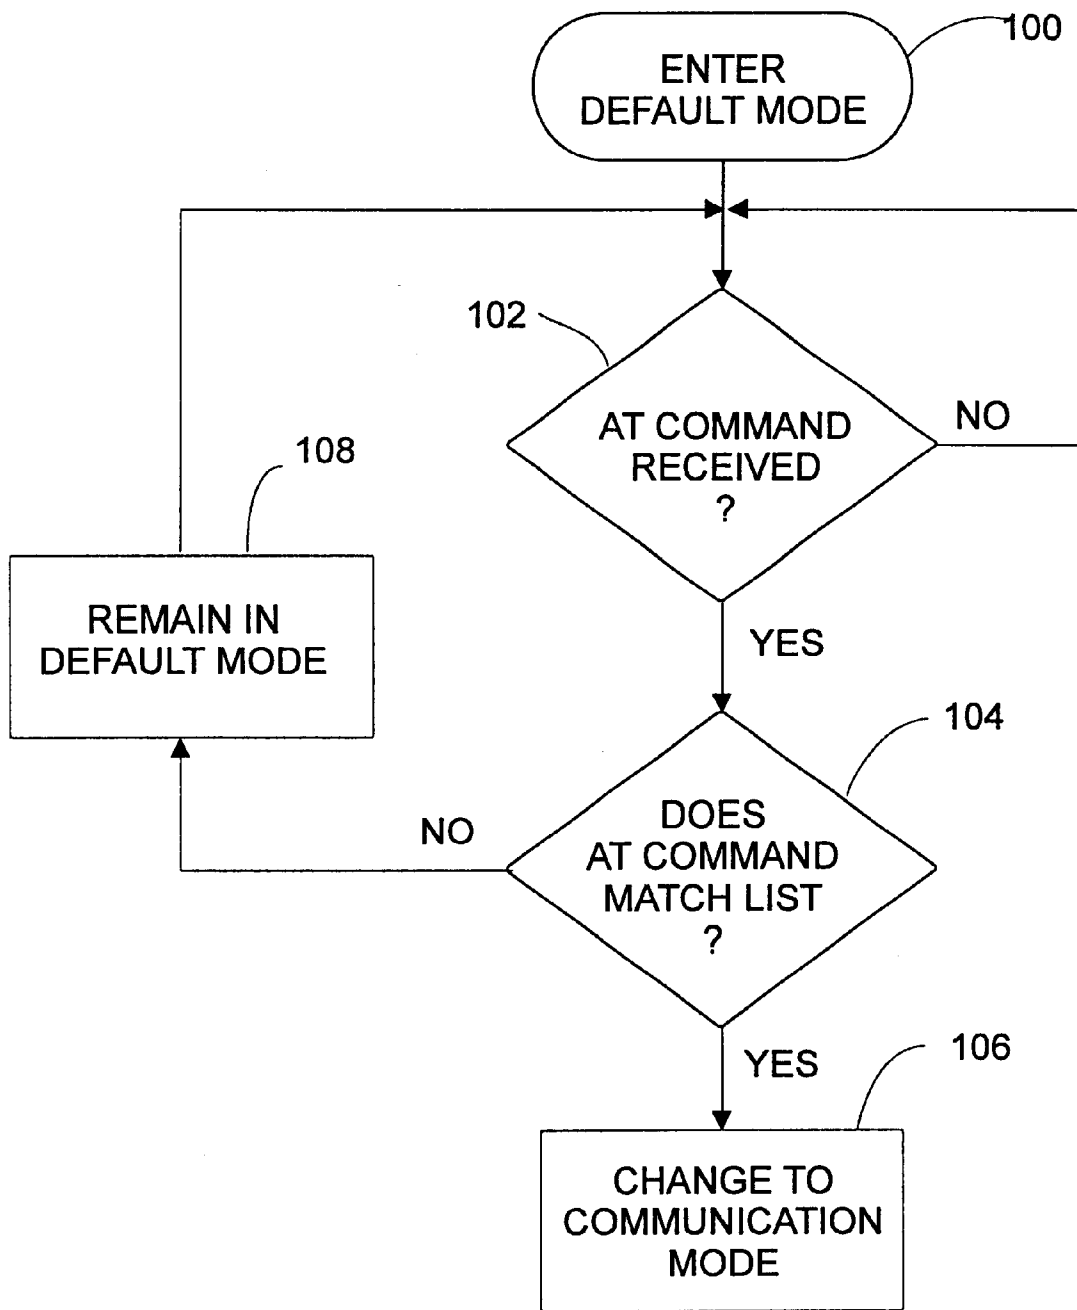 100
ENTER
DEFAULT MODE
102
AT COMMAND
RECEIVED
?
NO
108
REMAIN IN
DEFAULT MODE
YES
104
DOES
AT COMMAND
MATCH LIST
?
NO
YES
106
CHANGE TO
COMMUNICATION
MODE